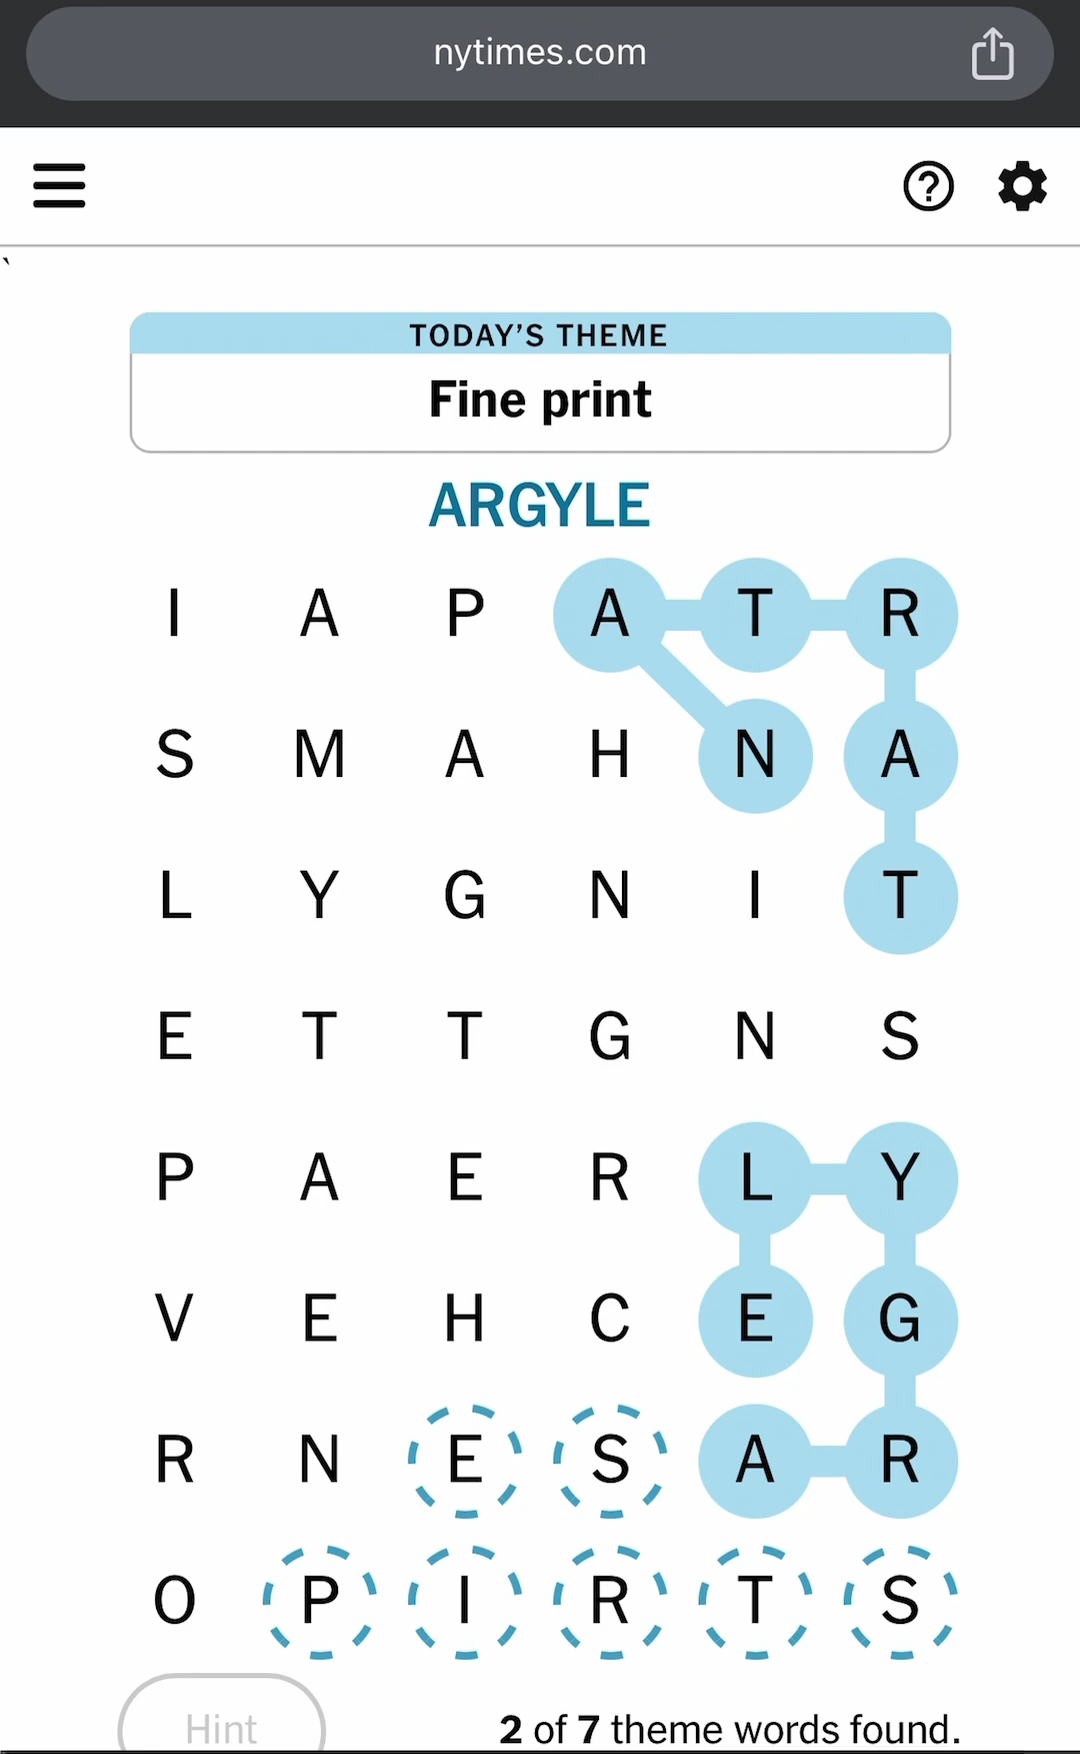 nytimes.com
TODAY'S THEME
Fine print
ARGYLE
I A P A T R
S M A H N A
L Y G N I T
E T T G N S
P A E R L Y
V E H C E G
R N E S A R
O P I R T S
Hint
2 of 7 theme words found.